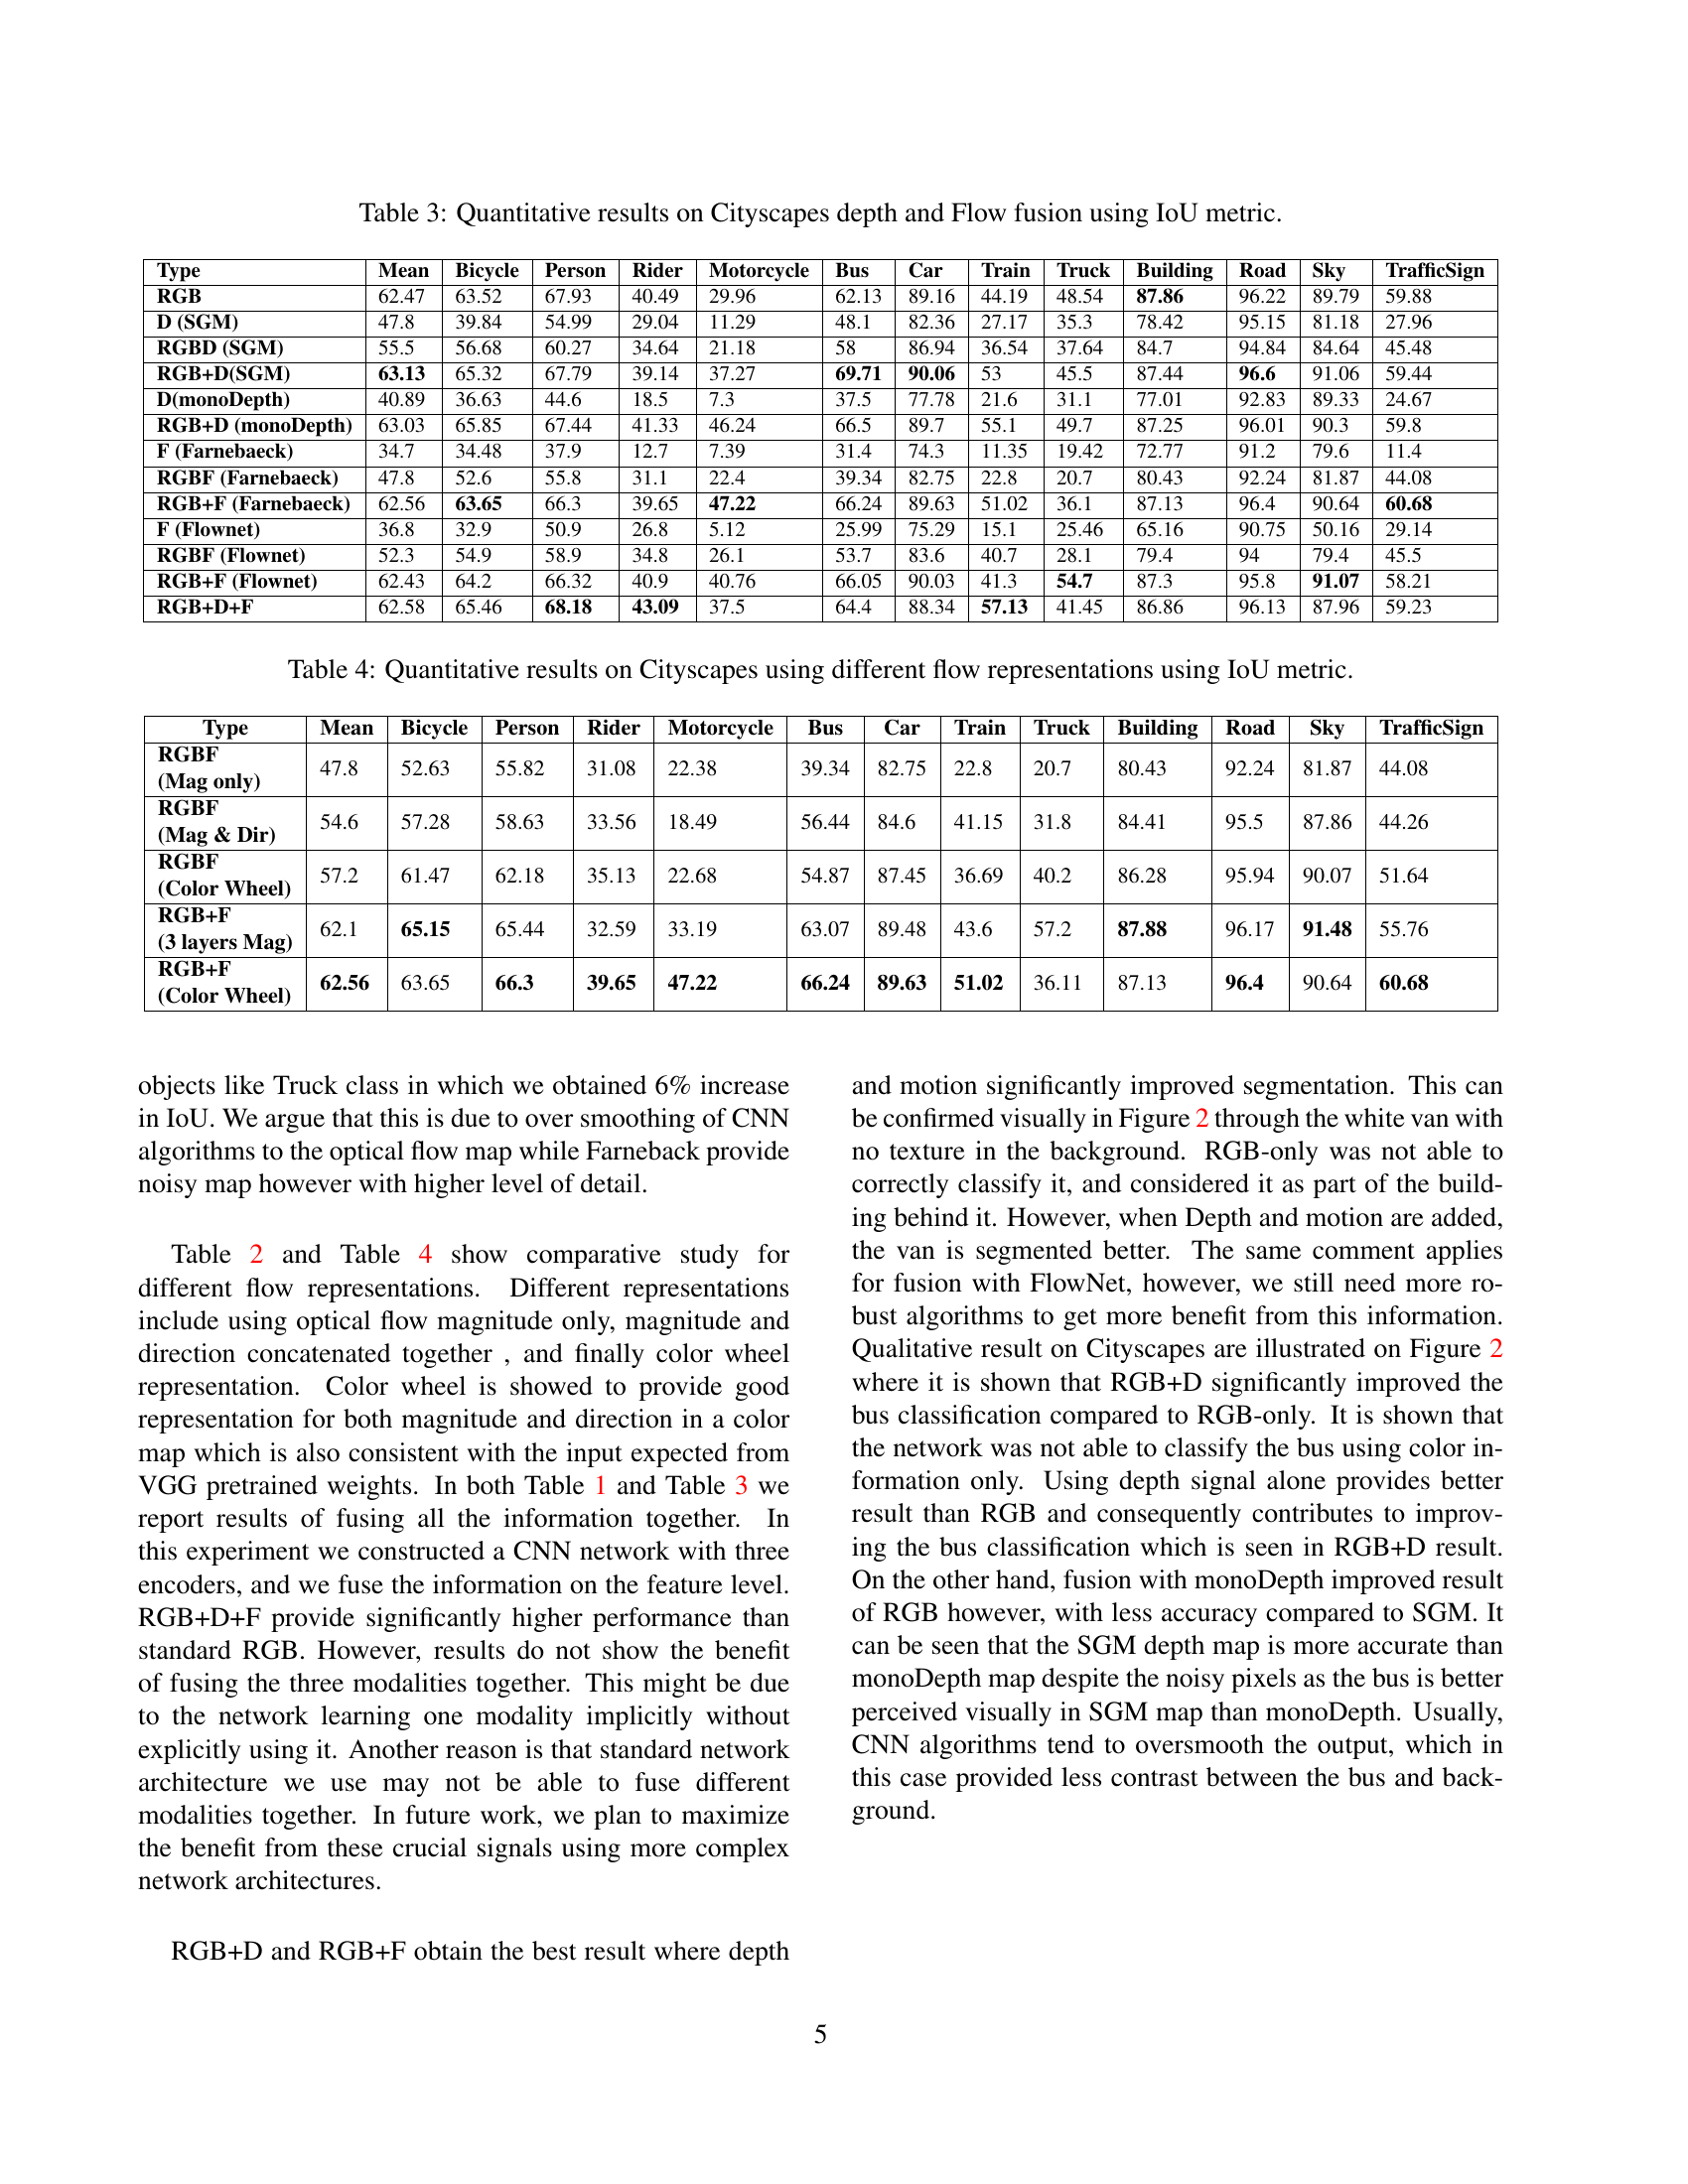 Table 3: Quantitative results on Cityscapes depth and Flow fusion using IoU metric.
Type Mean Bicycle Person Rider Motorcycle Bus Car Train Truck Building Road Sky TrafficSign
RGB 62.47 63.52 67.93 40.49 29.96 62.13 89.16 44.19 48.54 87.86 96.22 89.79 59.88
D (SGM) 47.8 39.84 54.99 29.04 11.29 48.1 82.36 27.17 35.3 78.42 95.15 81.18 27.96
RGBD (SGM) 55.5 56.68 60.27 34.64 21.18 58 86.94 36.54 37.64 84.7 94.84 84.64 45.48
RGB+D(SGM) 63.13 65.32 67.79 39.14 37.27 69.71 90.06 53 45.5 87.44 96.6 91.06 59.44
D(monoDepth) 40.89 36.63 44.6 18.5 7.3 37.5 77.78 21.6 31.1 77.01 92.83 89.33 24.67
RGB+D (monoDepth) 63.03 65.85 67.44 41.33 46.24 66.5 89.7 55.1 49.7 87.25 96.01 90.3 59.8
F (Farnebaeck) 34.7 34.48 37.9 12.7 7.39 31.4 74.3 11.35 19.42 72.77 91.2 79.6 11.4
RGBF (Farnebaeck) 47.8 52.6 55.8 31.1 22.4 39.34 82.75 22.8 20.7 80.43 92.24 81.87 44.08
RGB+F (Farnebaeck) 62.56 63.65 66.3 39.65 47.22 66.24 89.63 51.02 36.1 87.13 96.4 90.64 60.68
F (Flownet) 36.8 32.9 50.9 26.8 5.12 25.99 75.29 15.1 25.46 65.16 90.75 50.16 29.14
RGBF (Flownet) 52.3 54.9 58.9 34.8 26.1 53.7 83.6 40.7 28.1 79.4 94 79.4 45.5
RGB+F (Flownet) 62.43 64.2 66.32 40.9 40.76 66.05 90.03 41.3 54.7 87.3 95.8 91.07 58.21
RGB+D+F 62.58 65.46 68.18 43.09 37.5 64.4 88.34 57.13 41.45 86.86 96.13 87.96 59.23
Table 4: Quantitative results on Cityscapes using different flow representations using IoU metric.
Type Mean Bicycle Person Rider Motorcycle Bus Car Train Truck Building Road Sky TrafficSign
RGBF
(Mag only) 47.8 52.63 55.82 31.08 22.38 39.34 82.75 22.8 20.7 80.43 92.24 81.87 44.08
RGBF
(Mag & Dir) 54.6 57.28 58.63 33.56 18.49 56.44 84.6 41.15 31.8 84.41 95.5 87.86 44.26
RGBF
(Color Wheel) 57.2 61.47 62.18 35.13 22.68 54.87 87.45 36.69 40.2 86.28 95.94 90.07 51.64
RGB+F
(3 layers Mag) 62.1 65.15 65.44 32.59 33.19 63.07 89.48 43.6 57.2 87.88 96.17 91.48 55.76
RGB+F
(Color Wheel) 62.56 63.65 66.3 39.65 47.22 66.24 89.63 51.02 36.11 87.13 96.4 90.64 60.68
objects like Truck class in which we obtained 6% increase
in IoU. We argue that this is due to over smoothing of CNN
algorithms to the optical flow map while Farneback provide
noisy map however with higher level of detail.
Table 2 and Table 4 show comparative study for
different flow representations. Different representations
include using optical flow magnitude only, magnitude and
direction concatenated together , and finally color wheel
representation. Color wheel is showed to provide good
representation for both magnitude and direction in a color
map which is also consistent with the input expected from
VGG pretrained weights. In both Table 1 and Table 3 we
report results of fusing all the information together. In
this experiment we constructed a CNN network with three
encoders, and we fuse the information on the feature level.
RGB+D+F provide significantly higher performance than
standard RGB. However, results do not show the benefit
of fusing the three modalities together. This might be due
to the network learning one modality implicitly without
explicitly using it. Another reason is that standard network
architecture we use may not be able to fuse different
modalities together. In future work, we plan to maximize
the benefit from these crucial signals using more complex
network architectures.
RGB+D and RGB+F obtain the best result where depth
and motion significantly improved segmentation. This can
be confirmed visually in Figure 2 through the white van with
no texture in the background. RGB-only was not able to
correctly classify it, and considered it as part of the build-
ing behind it. However, when Depth and motion are added,
the van is segmented better. The same comment applies
for fusion with FlowNet, however, we still need more ro-
bust algorithms to get more benefit from this information.
Qualitative result on Cityscapes are illustrated on Figure 2
where it is shown that RGB+D significantly improved the
bus classification compared to RGB-only. It is shown that
the network was not able to classify the bus using color in-
formation only. Using depth signal alone provides better
result than RGB and consequently contributes to improv-
ing the bus classification which is seen in RGB+D result.
On the other hand, fusion with monoDepth improved result
of RGB however, with less accuracy compared to SGM. It
can be seen that the SGM depth map is more accurate than
monoDepth map despite the noisy pixels as the bus is better
perceived visually in SGM map than monoDepth. Usually,
CNN algorithms tend to oversmooth the output, which in
this case provided less contrast between the bus and back-
ground.
5